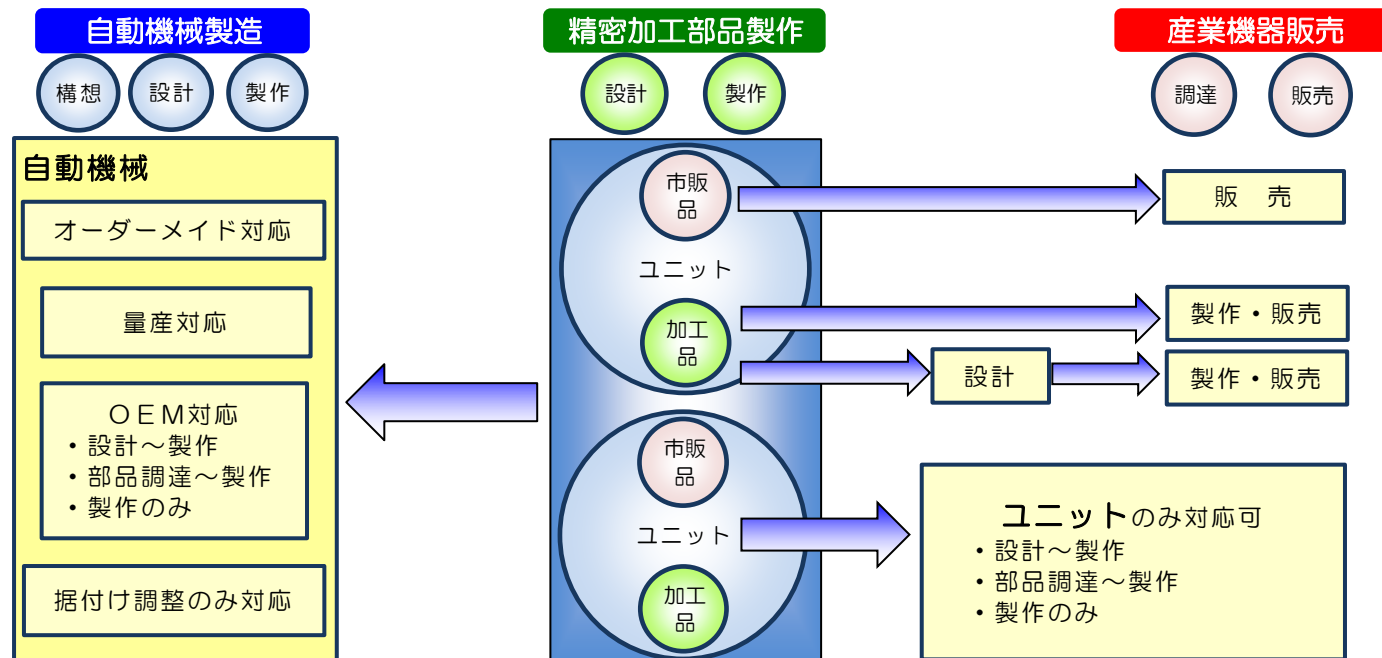 自動機械製造
構想
設計
製作
自動機械
オーダーメイド対応
量産対応
ＯＥＭ対応
・設計～製作
・部品調達～製作
・製作のみ
据付け調整のみ対応
精密加工部品製作
設計
製作
市販
品
ユニット
加工
品
市販
品
ユニット
加工
品
産業機器販売
調達
販売
販　売
製作・販売
設計
製作・販売
ユニットのみ対応可
・設計～製作
・部品調達～製作
・製作のみ